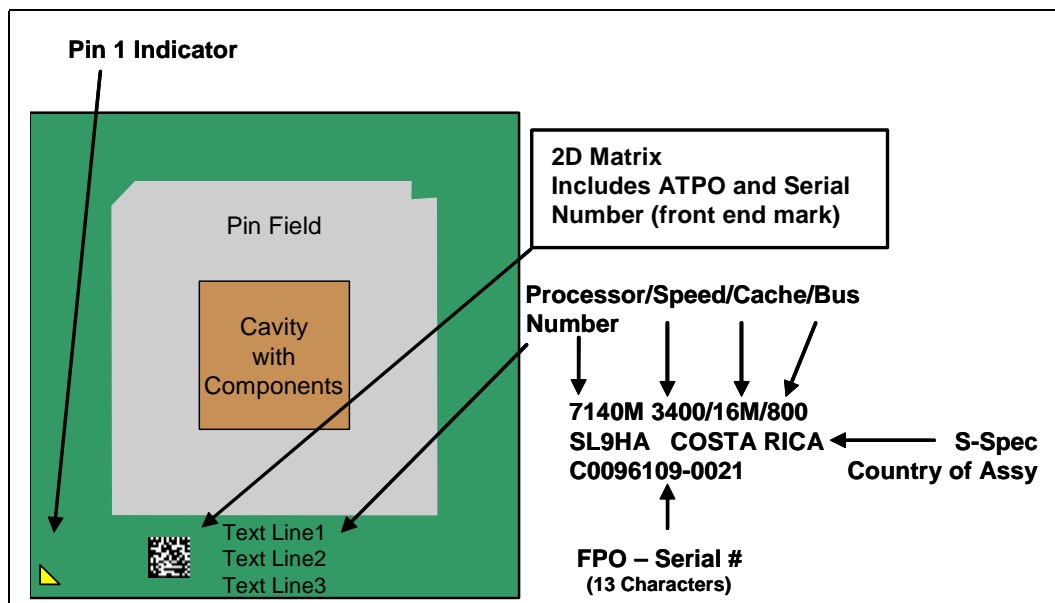 Pin 1 Indicator
2D Matrix
Includes ATPO and Serial
Number (front end mark)
Pin Field
Cavity
with
Components
Processor/Speed/Cache/Bus
Number
7140M 3400/16M/800
SL9HA COSTA RICA
C0096109-0021
S-Spec
Country of Assy
FPO – Serial #
(13 Characters)
Text Line1
Text Line2
Text Line3